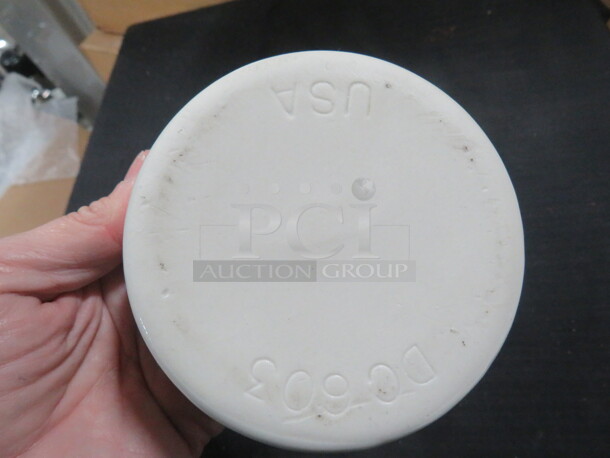 USA
PCi
AUCTION GROUP
DC 603